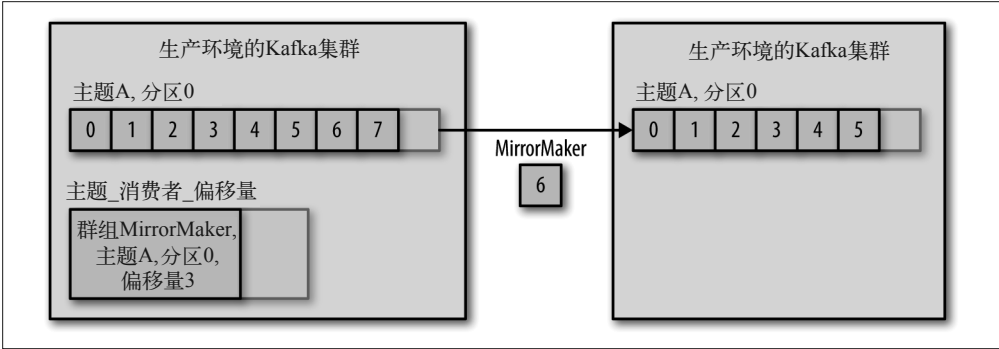 生产环境的Kafka集群
主题A, 分区0
0 1 2 3 4 5 6 7
主题_消费者_偏移量
群组MirrorMaker,
主题A,分区0,
偏移量3
MirrorMaker
6
生产环境的Kafka集群
主题A, 分区0
0 1 2 3 4 5